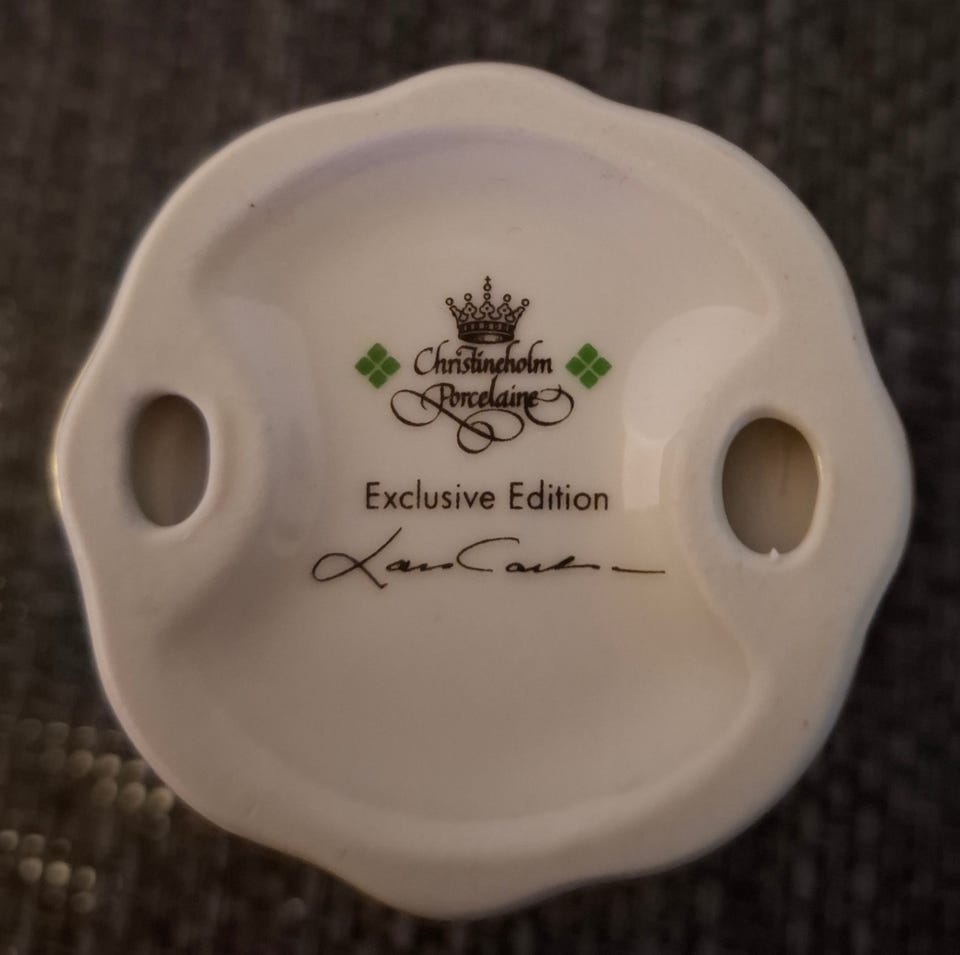 Christineholm
Porcelaine
Exclusive Edition